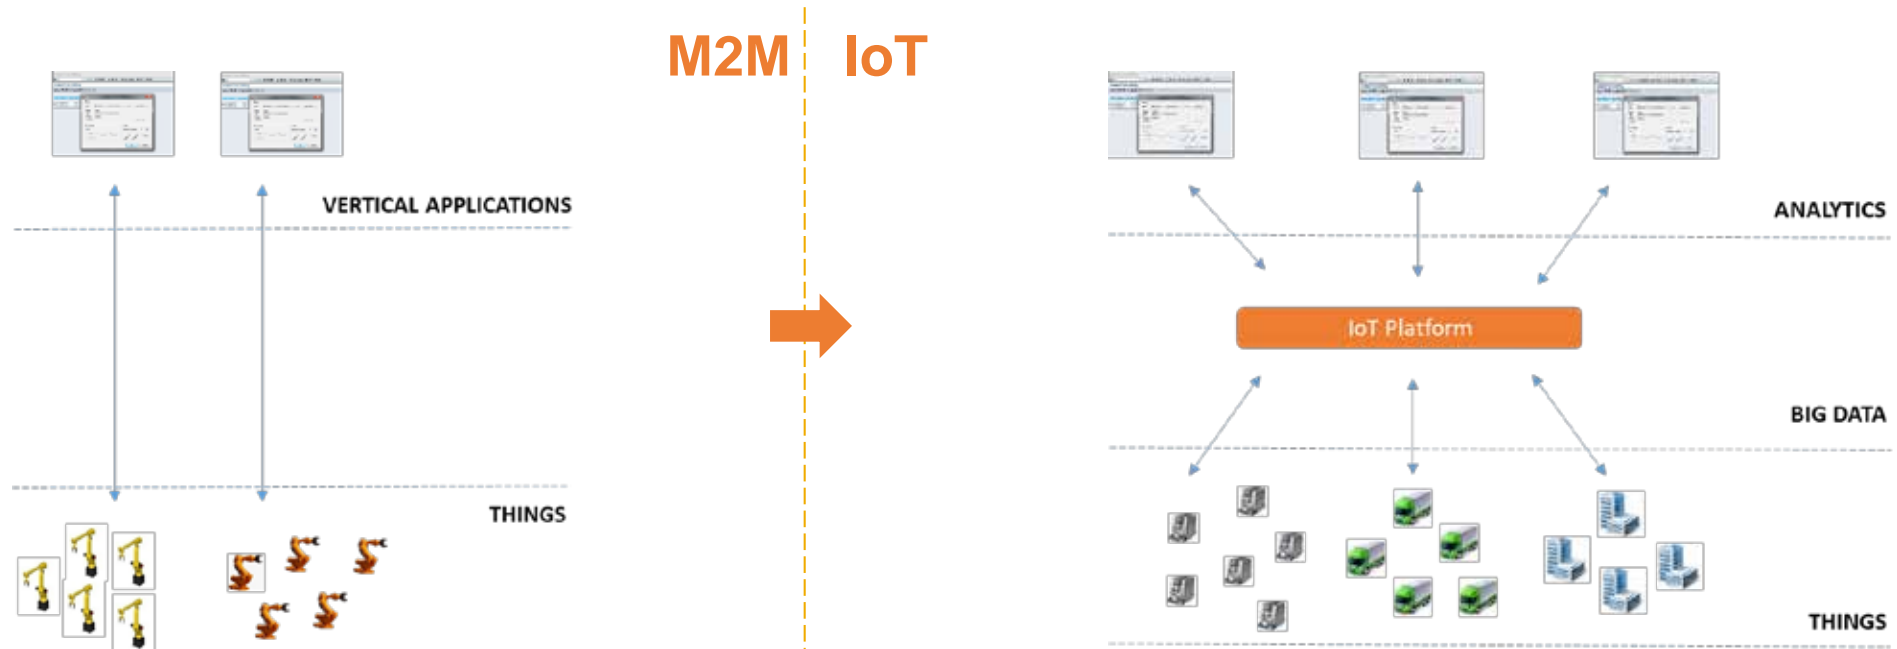 M2M
IoT
VERTICAL APPLICATIONS
THINGS
ANALYTICS
IoT Platform
BIG DATA
THINGS